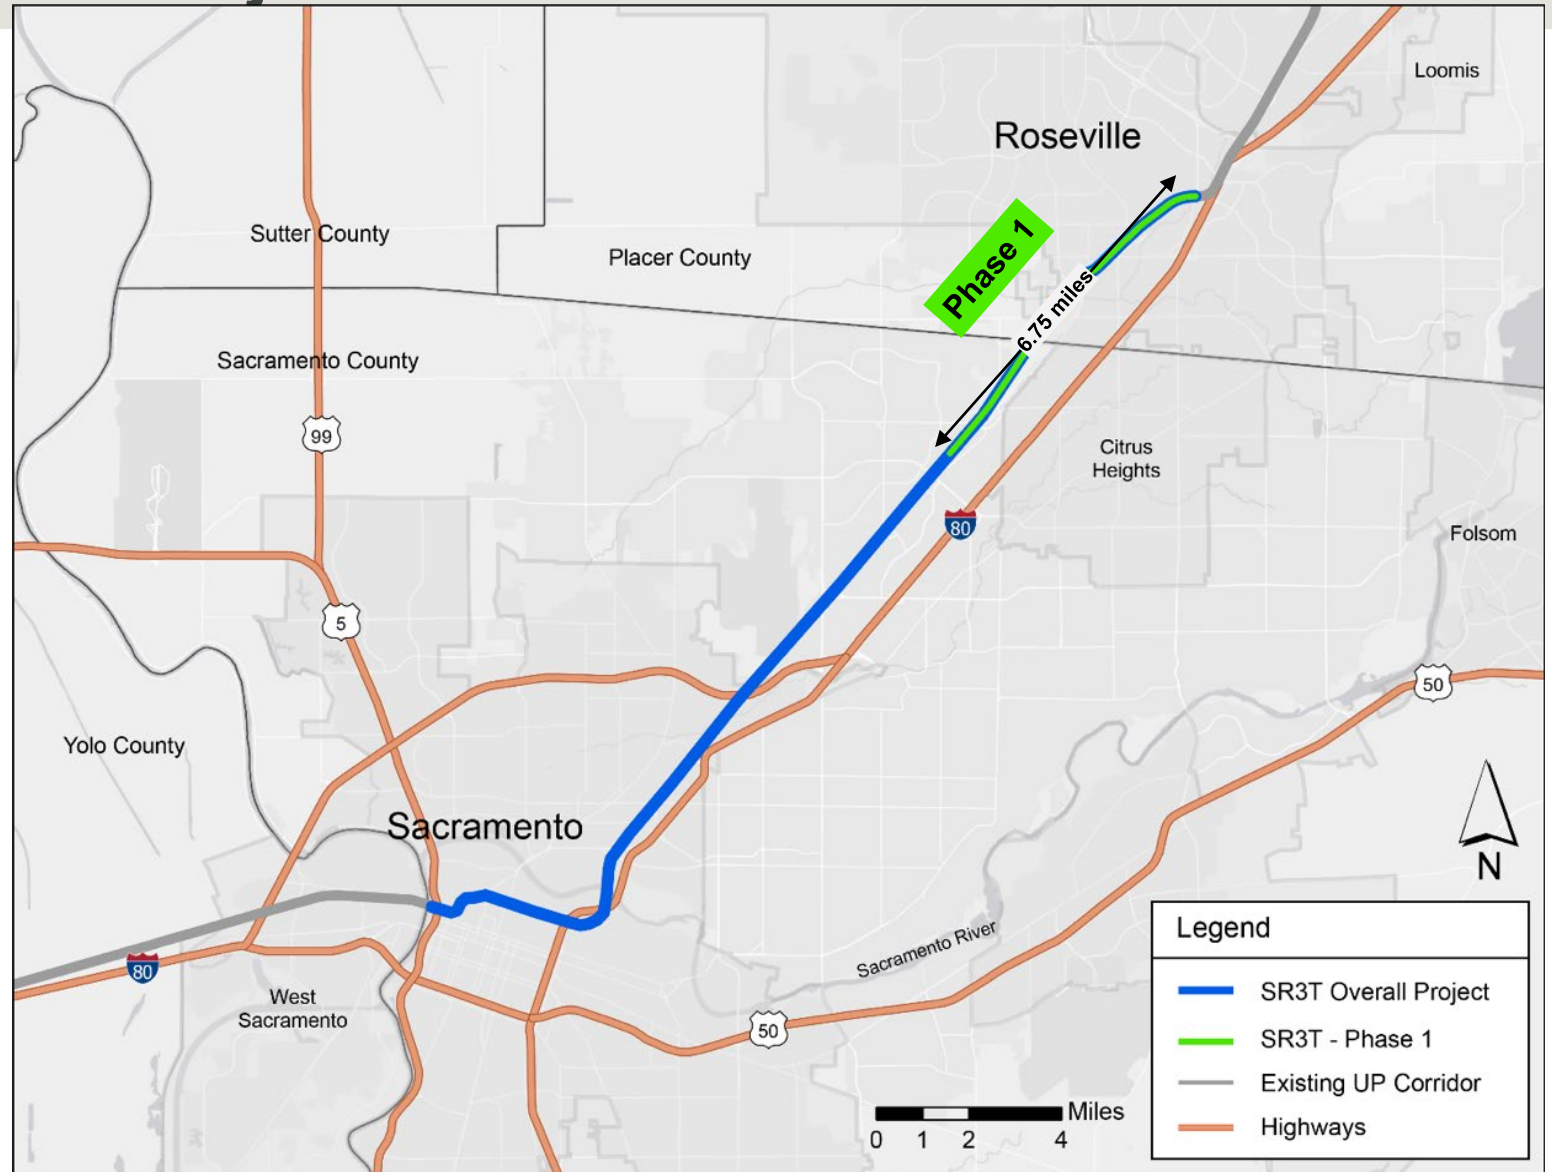 Loomis
Roseville
Phase 1
Sutter County
Placer County
6.75 miles
Sacramento County
99
Citrus
Heights
80
Folsom
5
50
Yolo County
Sacramento
N
Sacramento River
80
West
Sacramento
50
Legend
SR3T Overall Project
SR3T - Phase 1
Existing UP Corridor
Highways
Miles
0 1 2 4